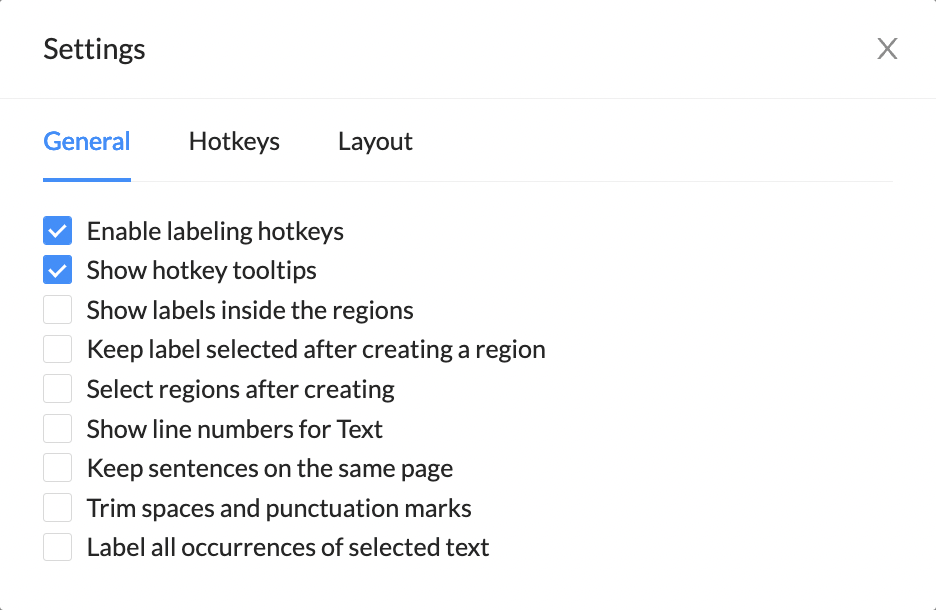 Settings
General Hotkeys Layout
Enable labeling hotkeys
Show hotkey tooltips
Show labels inside the regions
Keep label selected after creating a region
Select regions after creating
Show line numbers for Text
Keep sentences on the same page
Trim spaces and punctuation marks
Label all occurrences of selected text